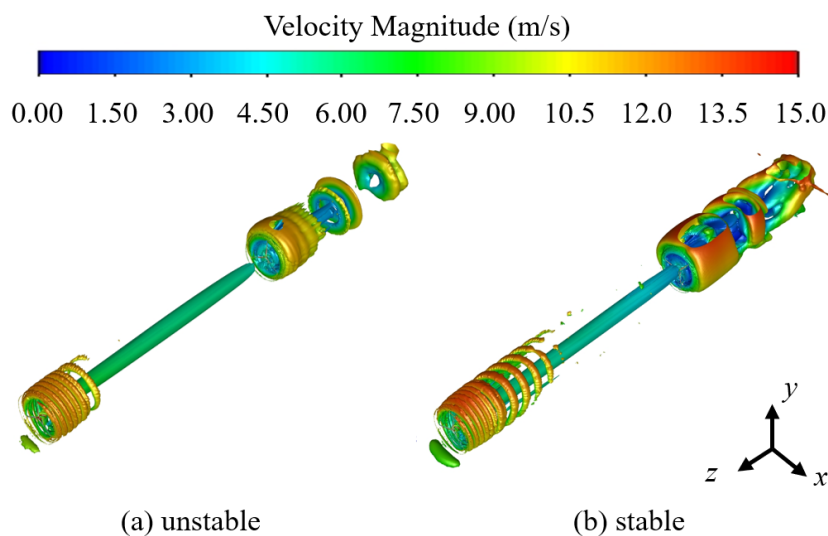 Velocity Magnitude (m/s)
0.00 1.50 3.00 4.50 6.00 7.50 9.00 10.5 12.0 13.5 15.0
y
z
x
(a) unstable
(b) stable